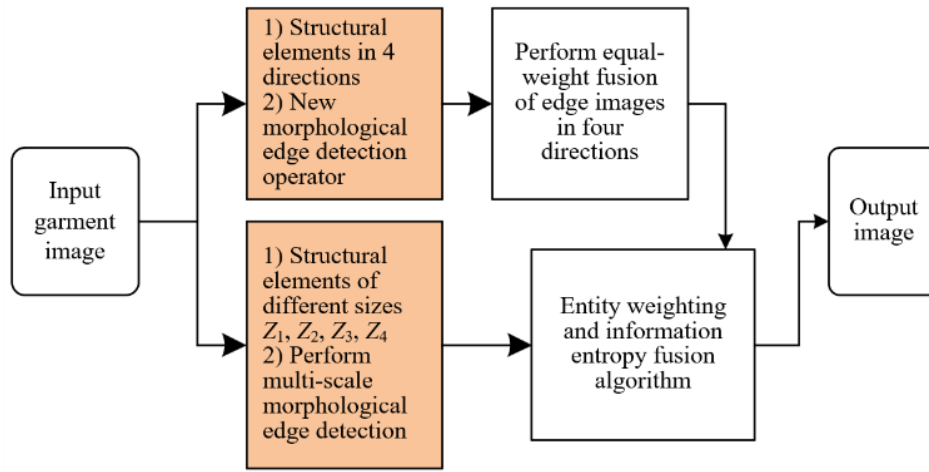 Input
garment
image
1) Structural
elements in 4
directions
2) New
morphological
edge detection
operator
Perform equal-
weight fusion
of edge images
in four
directions
1) Structural
elements of
different sizes
Z₁, Z₂, Z₃, Z₄
2) Perform
multi-scale
morphological
edge detection
Entity weighting
and information
entropy fusion
algorithm
Output
image